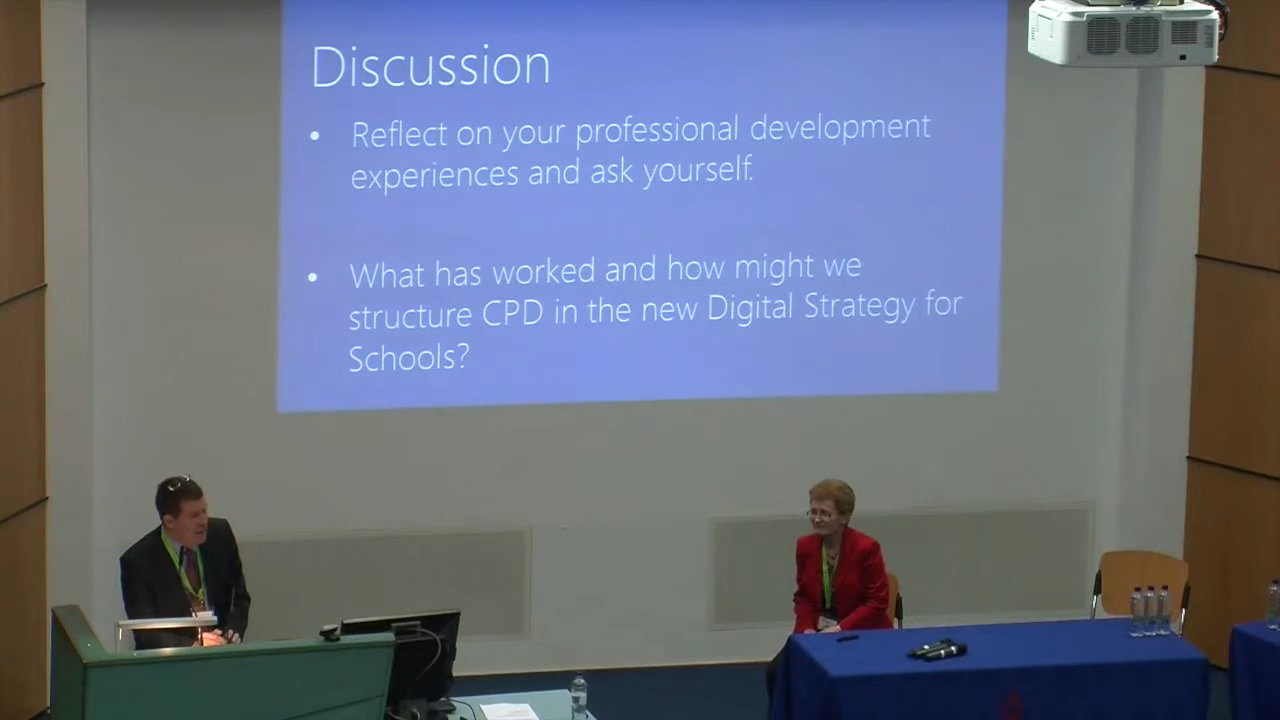 Discussion
• Reflect on your professional development
experiences and ask yourself.
• What has worked and how might we
structure CPD in the new Digital Strategy for
Schools?